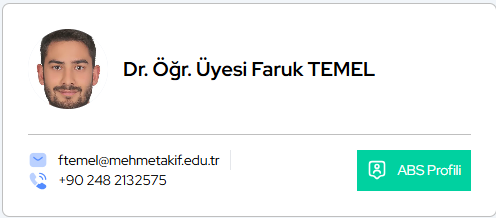 Dr. Öğr. Üyesi Faruk TEMEL
ftemel@mehmetakif.edu.tr
+90 248 2132575
ABS Profili